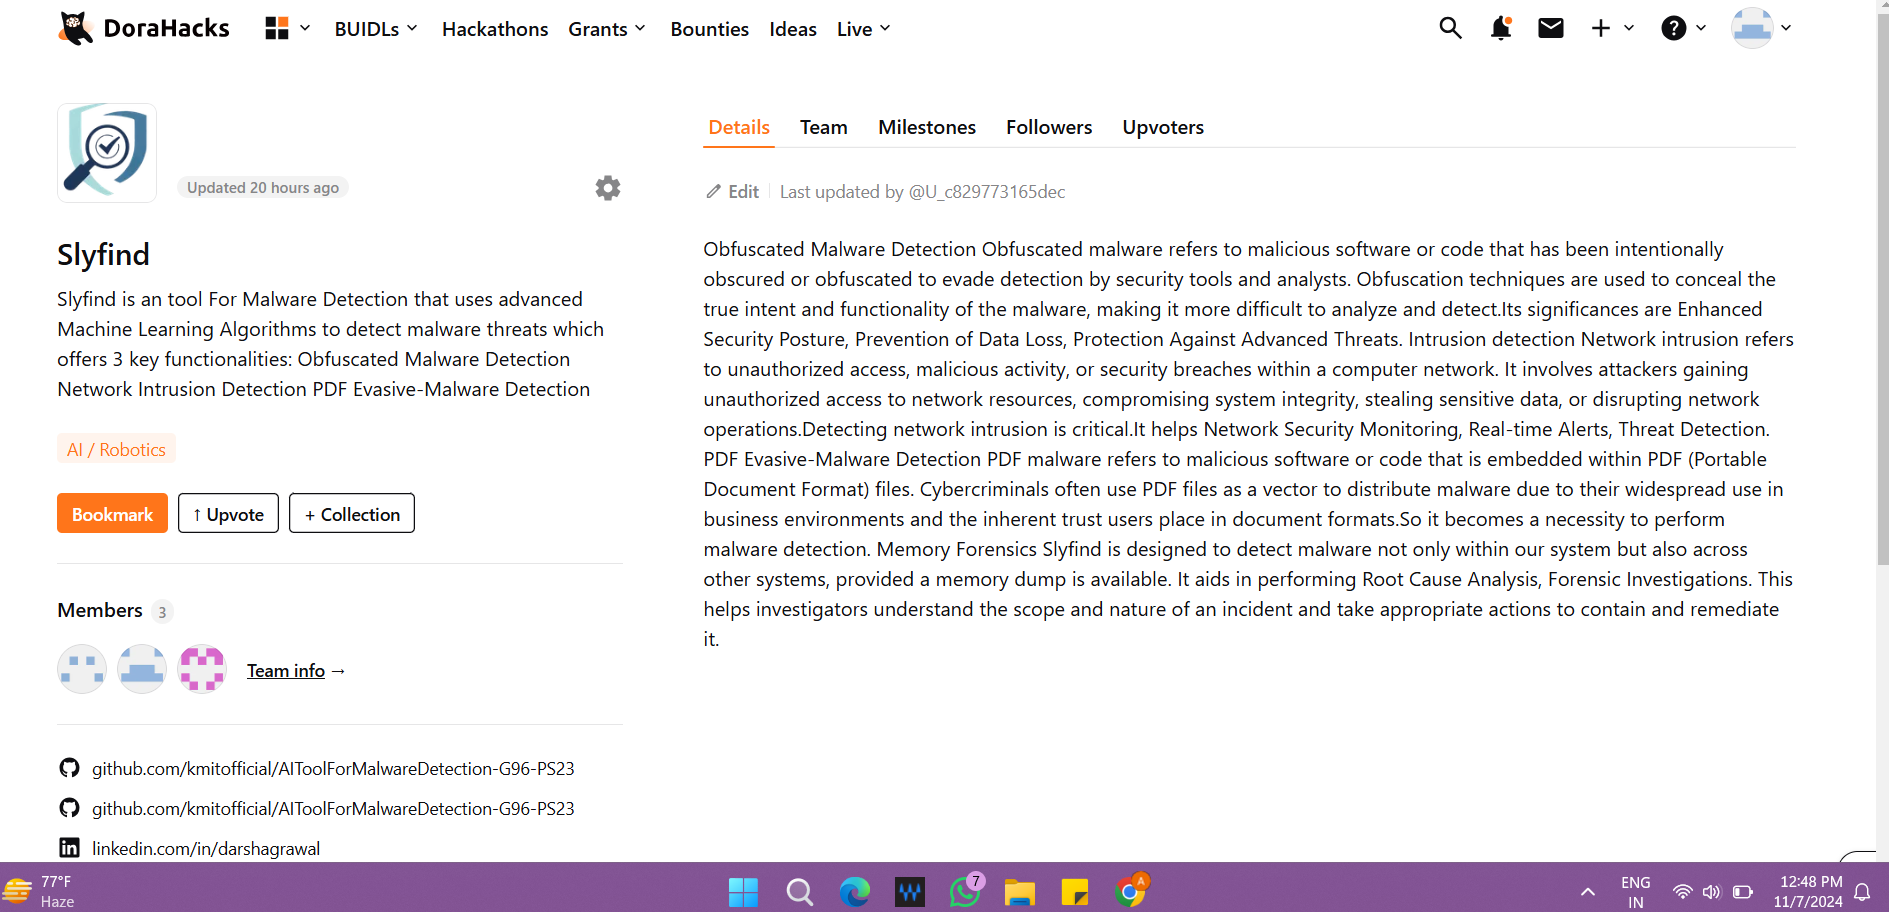 DoraHacks BUIDLs Hackathons Grants Bounties Ideas Live
Updated 20 hours ago
Slyfind
Slyfind is an tool For Malware Detection that uses advanced
Machine Learning Algorithms to detect malware threats which
offers 3 key functionalities: Obfuscated Malware Detection
Network Intrusion Detection PDF Evasive-Malware Detection
AI / Robotics
Bookmark ↑ Upvote + Collection
Members 3
Team info →
github.com/kmitofficial/AIToolForMalwareDetection-G96-PS23
github.com/kmitofficial/AIToolForMalwareDetection-G96-PS23
linkedin.com/in/darshagrawal
Details Team Milestones Followers Upvoters
Edit Last updated by @U_c829773165dec
Obfuscated Malware Detection Obfuscated malware refers to malicious software or code that has been intentionally
obscured or obfuscated to evade detection by security tools and analysts. Obfuscation techniques are used to conceal the
true intent and functionality of the malware, making it more difficult to analyze and detect.Its significances are Enhanced
Security Posture, Prevention of Data Loss, Protection Against Advanced Threats. Intrusion detection Network intrusion refers
to unauthorized access, malicious activity, or security breaches within a computer network. It involves attackers gaining
unauthorized access to network resources, compromising system integrity, stealing sensitive data, or disrupting network
operations.Detecting network intrusion is critical.It helps Network Security Monitoring, Real-time Alerts, Threat Detection.
PDF Evasive-Malware Detection PDF malware refers to malicious software or code that is embedded within PDF (Portable
Document Format) files. Cybercriminals often use PDF files as a vector to distribute malware due to their widespread use in
business environments and the inherent trust users place in document formats.So it becomes a necessity to perform
malware detection. Memory Forensics Slyfind is designed to detect malware not only within our system but also across
other systems, provided a memory dump is available. It aids in performing Root Cause Analysis, Forensic Investigations. This
helps investigators understand the scope and nature of an incident and take appropriate actions to contain and remediate
it.
77°F
Haze
7
A
ENG
IN
12:48 PM
11/7/2024